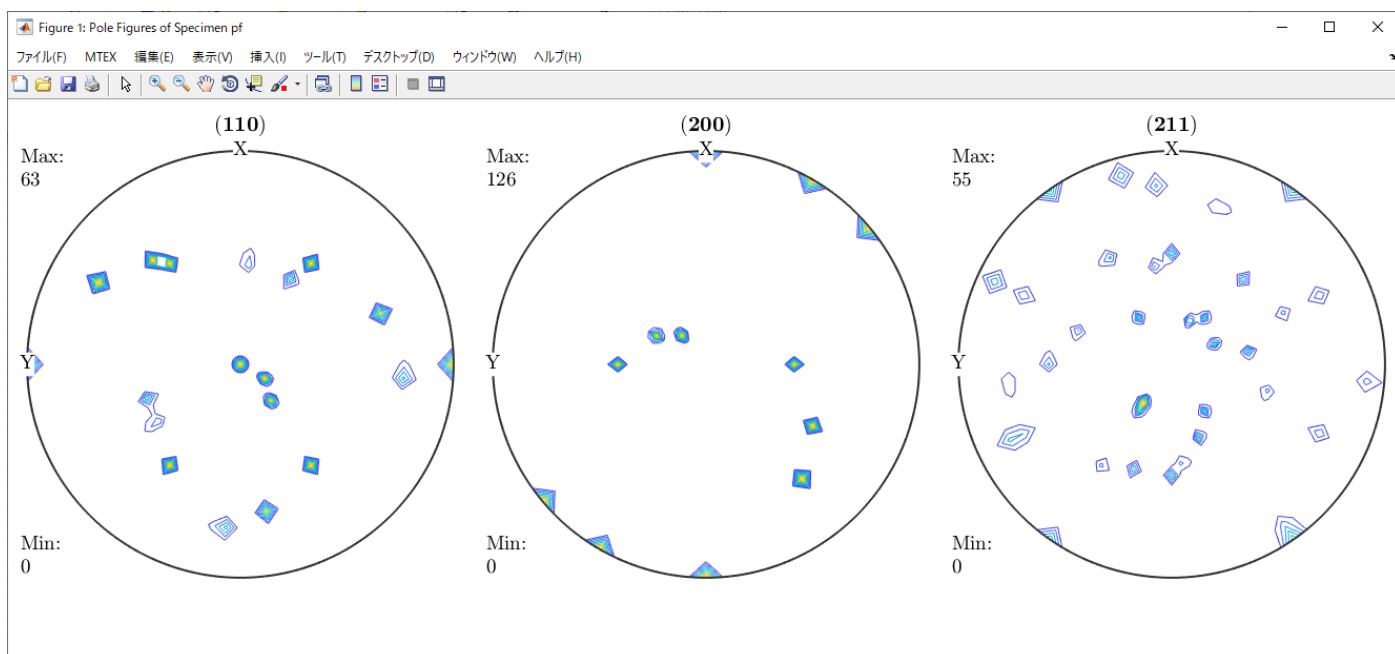 Figure 1: Pole Figures of Specimen pf
ファイル(F) MTEX 編集(E) 表示(V) 挿入(I) ツール(T) デスクトップ(D) ウィンドウ(W) ヘルプ(H)
(110)
X
Max:
63
Y
Min:
0
(200)
X
Max:
126
Y
Min:
0
(211)
X
Max:
55
Y
Min:
0